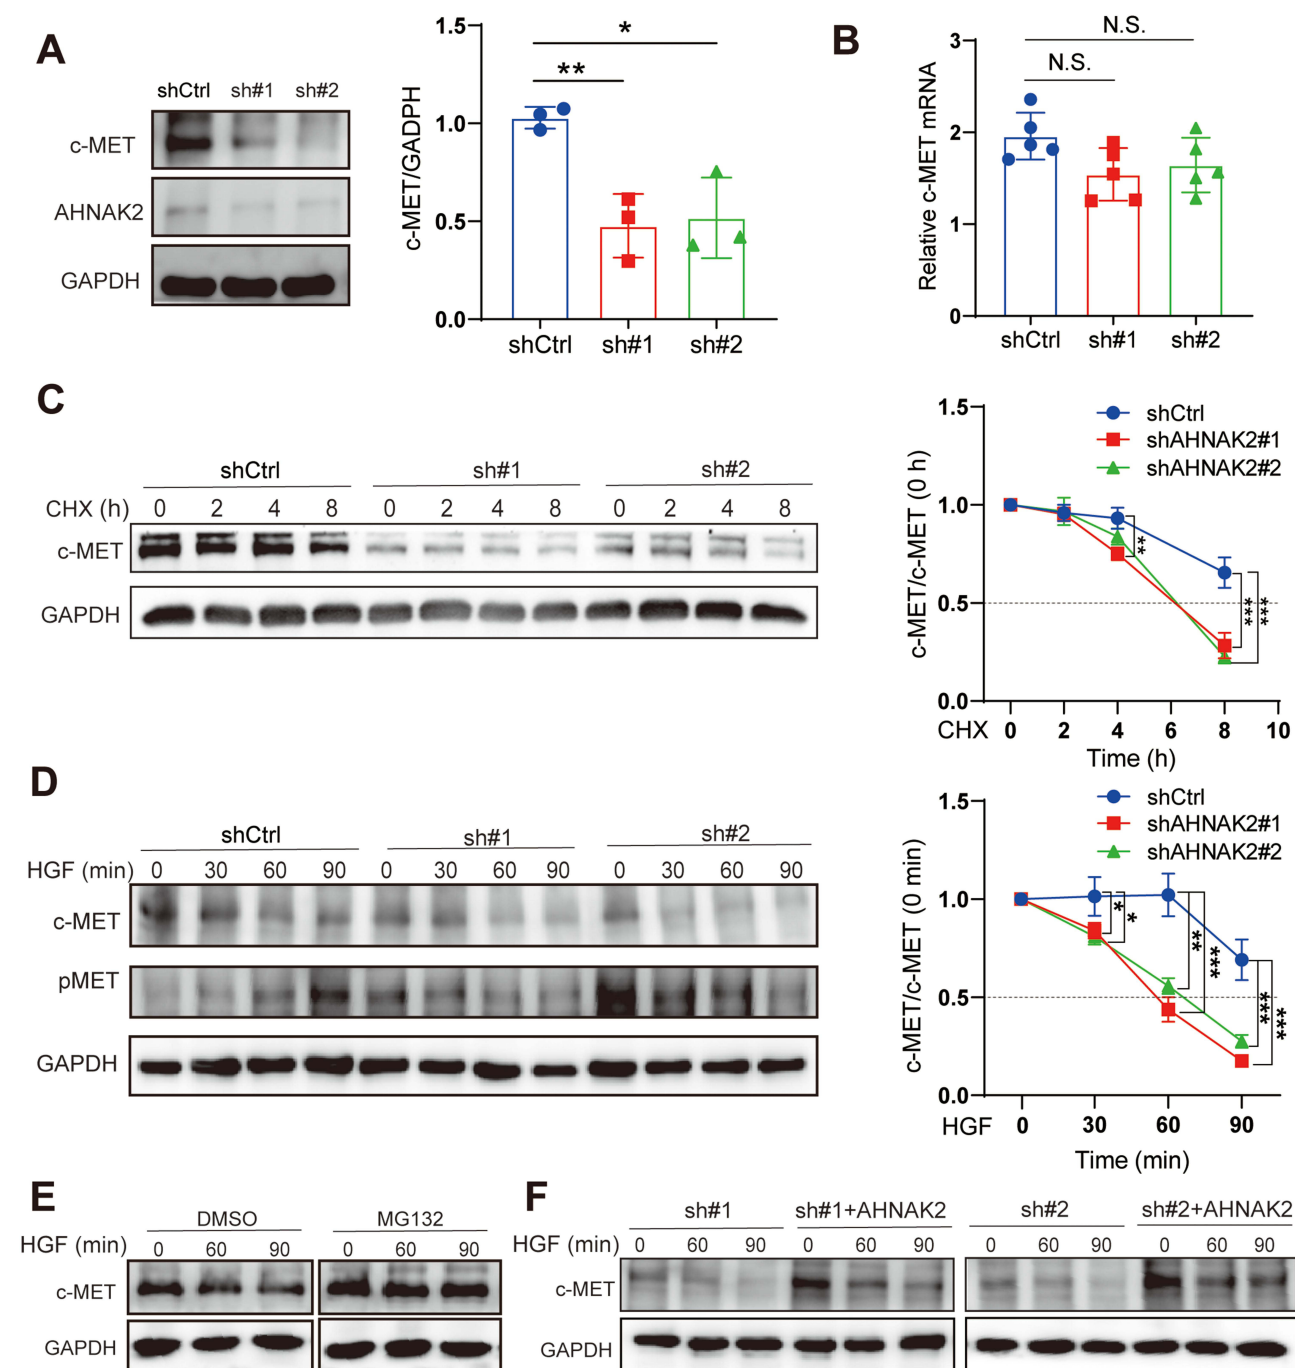 A
shCtrl sh#1 sh#2
c-MET
AHNAK2
GAPDH
c-MET/GADPH
1.5
1.0
0.5
0.0
*
**
shCtrl sh#1 sh#2
B
Relative c-MET mRNA
3
2
1
0
N.S.
N.S.
shCtrl sh#1 sh#2
C
shCtrl sh#1 sh#2
CHX (h) 0 2 4 8 0 2 4 8 0 2 4 8
c-MET
GAPDH
c-MET/c-MET (0 h)
1.5
1.0
0.5
0.0
shCtrl
shAHNAK2#1
shAHNAK2#2
**
***
***
CHX 0 2 4 6 8 10
Time (h)
D
shCtrl sh#1 sh#2
HGF (min) 0 30 60 90 0 30 60 90 0 30 60 90
c-MET
pMET
GAPDH
c-MET/c-MET (0 min)
1.5
1.0
0.5
0.0
shCtrl
shAHNAK2#1
shAHNAK2#2
*
*
**
***
***
***
HGF 0 30 60 90
Time (min)
E
DMSO MG132
HGF (min) 0 60 90 0 60 90
c-MET
GAPDH
F
sh#1 sh#1+AHNAK2 sh#2 sh#2+AHNAK2
HGF (min) 0 60 90 0 60 90 0 60 90 0 60 90
c-MET
GAPDH